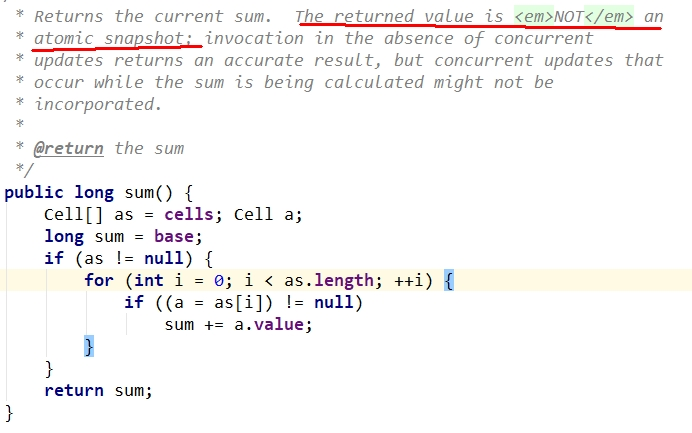 * Returns the current sum.  The returned value is <em>NOT</em> an
* atomic snapshot; invocation in the absence of concurrent
* updates returns an accurate result, but concurrent updates that
* occur while the sum is being calculated might not be
* incorporated.
*
* @return the sum
*/
public long sum() {
    Cell[] as = cells; Cell a;
    long sum = base;
    if (as != null) {
        for (int i = 0; i < as.length; ++i) {
            if ((a = as[i]) != null)
                sum += a.value;
        }
    }
    return sum;
}